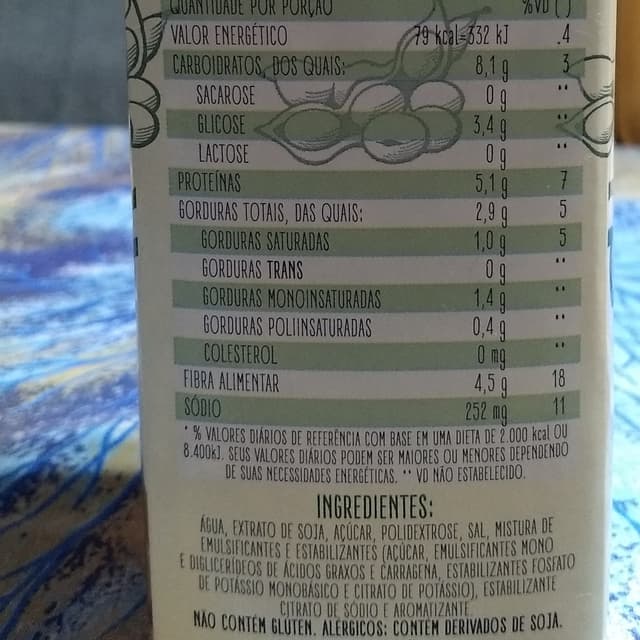 QUANTIDADE POR PORÇÃO %VD (*)
VALOR ENERGÉTICO 79 kcal=332 kJ 4
CARBOIDRATOS, DOS QUAIS: 8,1 g 3
SACAROSE 0 g **
GLICOSE 3,4 g **
LACTOSE 0 g **
PROTEÍNAS 5,1 g 7
GORDURAS TOTAIS, DAS QUAIS: 2,9 g 5
GORDURAS SATURADAS 1,0 g 5
GORDURAS TRANS 0 g **
GORDURAS MONOINSATURADAS 1,4 g **
GORDURAS POLIINSATURADAS 0,4 g **
COLESTEROL 0 mg **
FIBRA ALIMENTAR 4,5 g 18
SÓDIO 252 mg 11
* % VALORES DIÁRIOS DE REFERÊNCIA COM BASE EM UMA DIETA DE 2.000 kcal OU
8.400kJ. SEUS VALORES DIÁRIOS PODEM SER MAIORES OU MENORES DEPENDENDO
DE SUAS NECESSIDADES ENERGÉTICAS. ** VD NÃO ESTABELECIDO.
INGREDIENTES:
ÁGUA, EXTRATO DE SOJA, AÇÚCAR, POLIDEXTROSE, SAL, MISTURA DE
EMULSIFICANTES E ESTABILIZANTES (AÇÚCAR, EMULSIFICANTES MONO
E DIGLICERÍDEOS DE ÁCIDOS GRAXOS E CARRAGENA, ESTABILIZANTES FOSFATO
DE POTÁSSIO MONOBÁSICO E CITRATO DE POTÁSSIO), ESTABILIZANTE
CITRATO DE SÓDIO E AROMATIZANTE.
NÃO CONTÉM GLÚTEN. ALÉRGICOS: CONTÉM DERIVADOS DE SOJA.